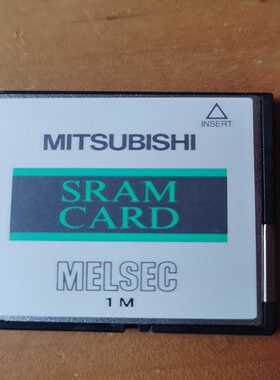 INSERT
MITSUBISHI
SRAM
CARD
MELSEC
1M